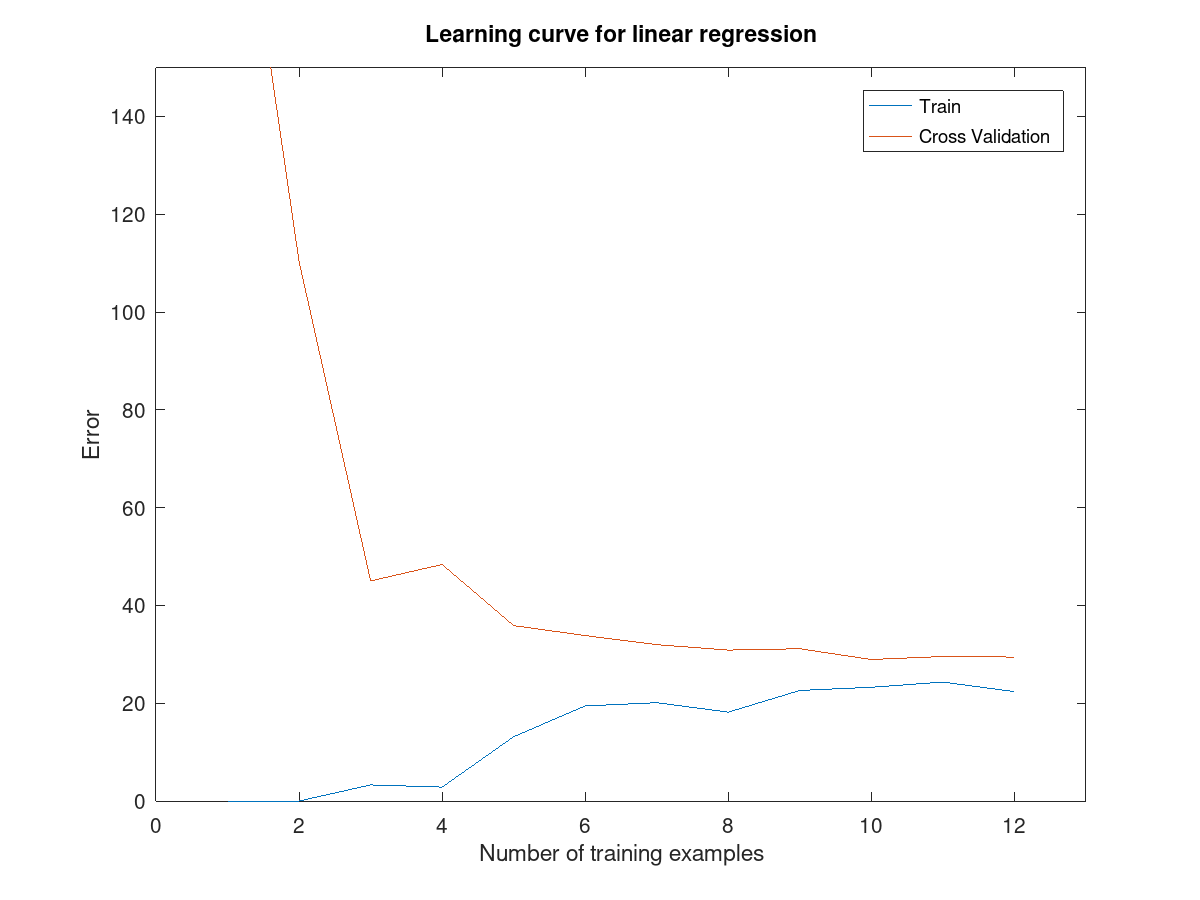 Learning curve for linear regression
Train
Cross Validation
140
120
100
80
60
40
20
0
Error
0 2 4 6 8 10 12
Number of training examples